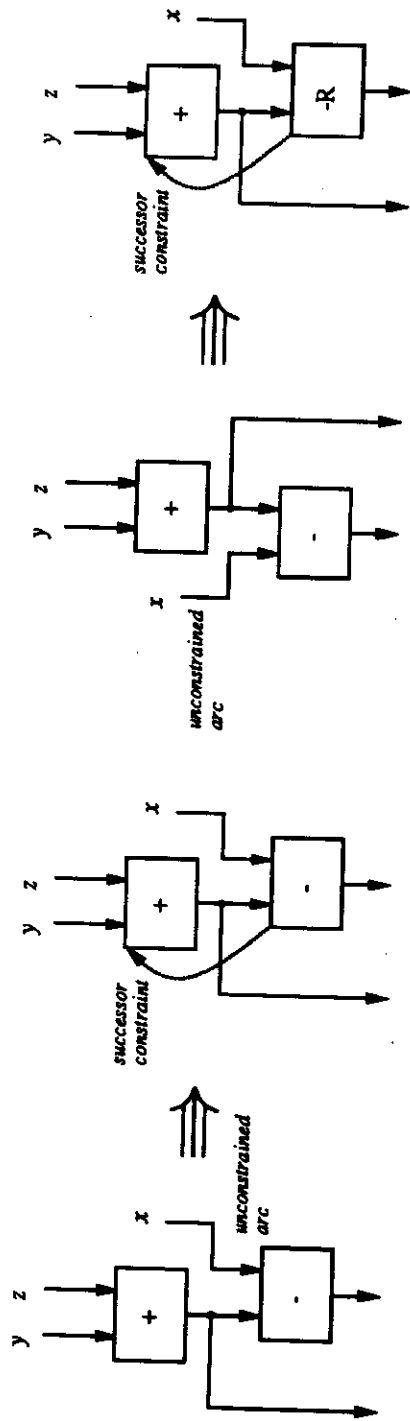 y z
+
x
-
unconstrained
arc
y z
successor
constraint
+
x
-
y z
x
+
unconstrained
arc
-
y z
successor
constraint
+
x
-R